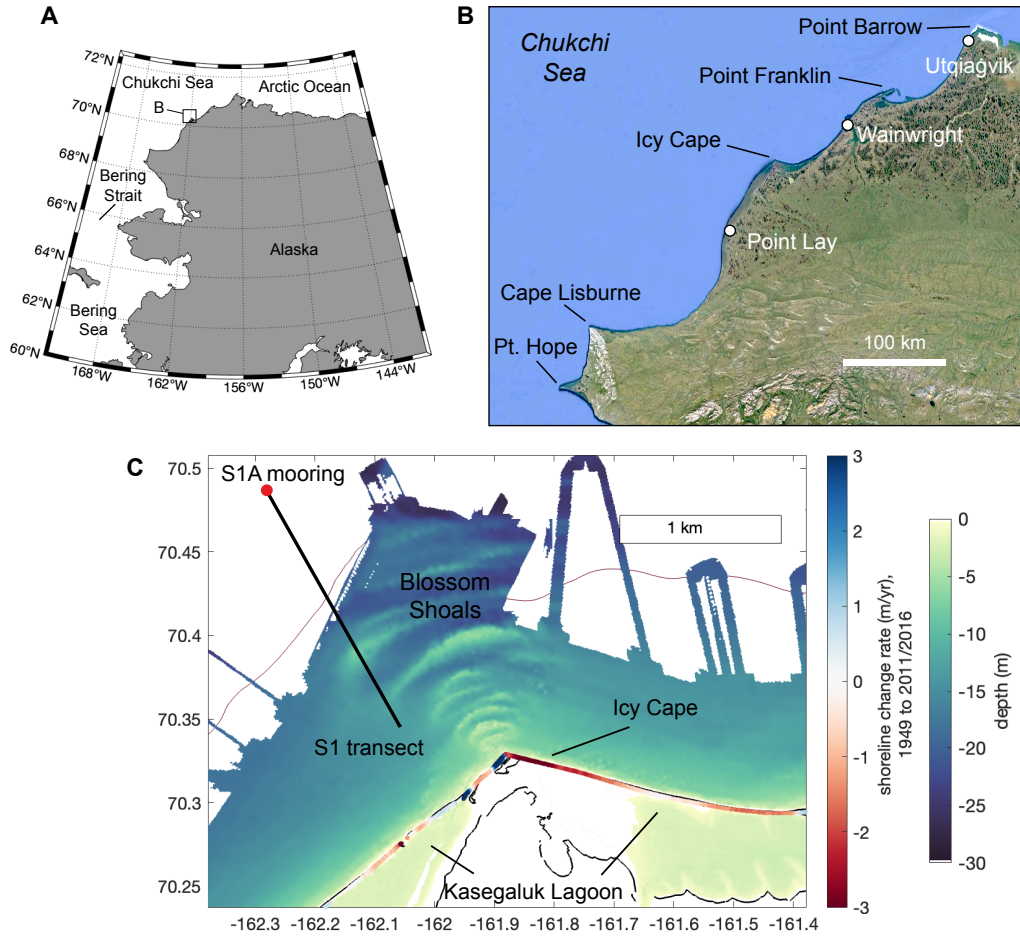 A
72°N
70°N
68°N
66°N
64°N
62°N
60°N
Chukchi Sea
Arctic Ocean
B
Bering
Strait
Alaska
Bering
Sea
168°W
162°W
156°W
150°W
144°W
B
Chukchi
Sea
Point Barrow
Utqiaġvik
Point Franklin
Wainwright
Icy Cape
Point Lay
Cape Lisburne
Pt. Hope
100 km
C
70.5
70.45
70.4
70.35
70.3
70.25
S1A mooring
Blossom
Shoals
1 km
S1 transect
Icy Cape
Kasegaluk Lagoon
-162.3
-162.2
-162.1
-162
-161.9
-161.8
-161.7
-161.6
-161.5
-161.4
3
2
1
0
-1
-2
-3
shoreline change rate (m/yr),
1949 to 2011/2016
0
-5
-10
-15
-20
-25
-30
depth (m)